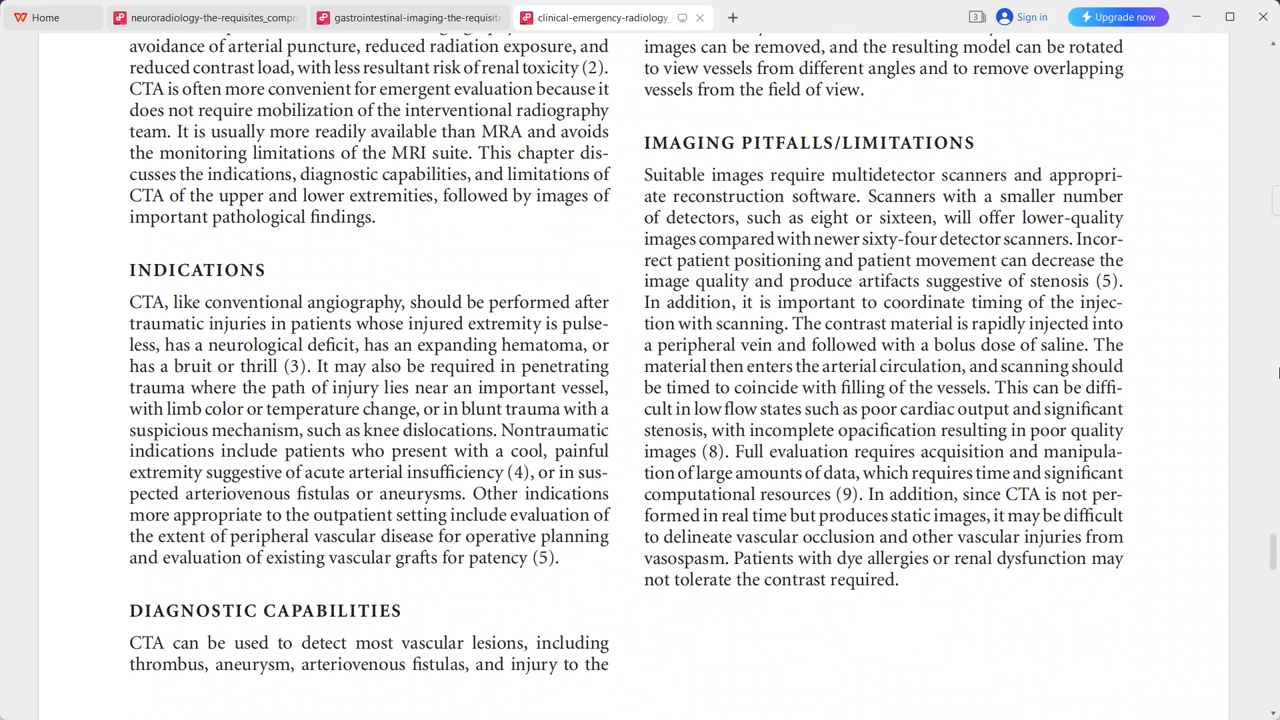 Home
neuroradiology-the-requisites_compr
gastrointestinal-imaging-the-requisite
clinical-emergency-radiology_
3
Sign in
Upgrade now
avoidance of arterial puncture, reduced radiation exposure, and
reduced contrast load, with less resultant risk of renal toxicity (2).
CTA is often more convenient for emergent evaluation because it
does not require mobilization of the interventional radiography
team. It is usually more readily available than MRA and avoids
the monitoring limitations of the MRI suite. This chapter dis-
cusses the indications, diagnostic capabilities, and limitations of
CTA of the upper and lower extremities, followed by images of
important pathological findings.
INDICATIONS
CTA, like conventional angiography, should be performed after
traumatic injuries in patients whose injured extremity is pulse-
less, has a neurological deficit, has an expanding hematoma, or
has a bruit or thrill (3). It may also be required in penetrating
trauma where the path of injury lies near an important vessel,
with limb color or temperature change, or in blunt trauma with a
suspicious mechanism, such as knee dislocations. Nontraumatic
indications include patients who present with a cool, painful
extremity suggestive of acute arterial insufficiency (4), or in sus-
pected arteriovenous fistulas or aneurysms. Other indications
more appropriate to the outpatient setting include evaluation of
the extent of peripheral vascular disease for operative planning
and evaluation of existing vascular grafts for patency (5).
DIAGNOSTIC CAPABILITIES
CTA can be used to detect most vascular lesions, including
thrombus, aneurysm, arteriovenous fistulas, and injury to the
images can be removed, and the resulting model can be rotated
to view vessels from different angles and to remove overlapping
vessels from the field of view.
IMAGING PITFALLS/LIMITATIONS
Suitable images require multidetector scanners and appropri-
ate reconstruction software. Scanners with a smaller number
of detectors, such as eight or sixteen, will offer lower-quality
images compared with newer sixty-four detector scanners. Incor-
rect patient positioning and patient movement can decrease the
image quality and produce artifacts suggestive of stenosis (5).
In addition, it is important to coordinate timing of the injec-
tion with scanning. The contrast material is rapidly injected into
a peripheral vein and followed with a bolus dose of saline. The
material then enters the arterial circulation, and scanning should
be timed to coincide with filling of the vessels. This can be diffi-
cult in low flow states such as poor cardiac output and significant
stenosis, with incomplete opacification resulting in poor quality
images (8). Full evaluation requires acquisition and manipula-
tion of large amounts of data, which requires time and significant
computational resources (9). In addition, since CTA is not per-
formed in real time but produces static images, it may be difficult
to delineate vascular occlusion and other vascular injuries from
vasospasm. Patients with dye allergies or renal dysfunction may
not tolerate the contrast required.